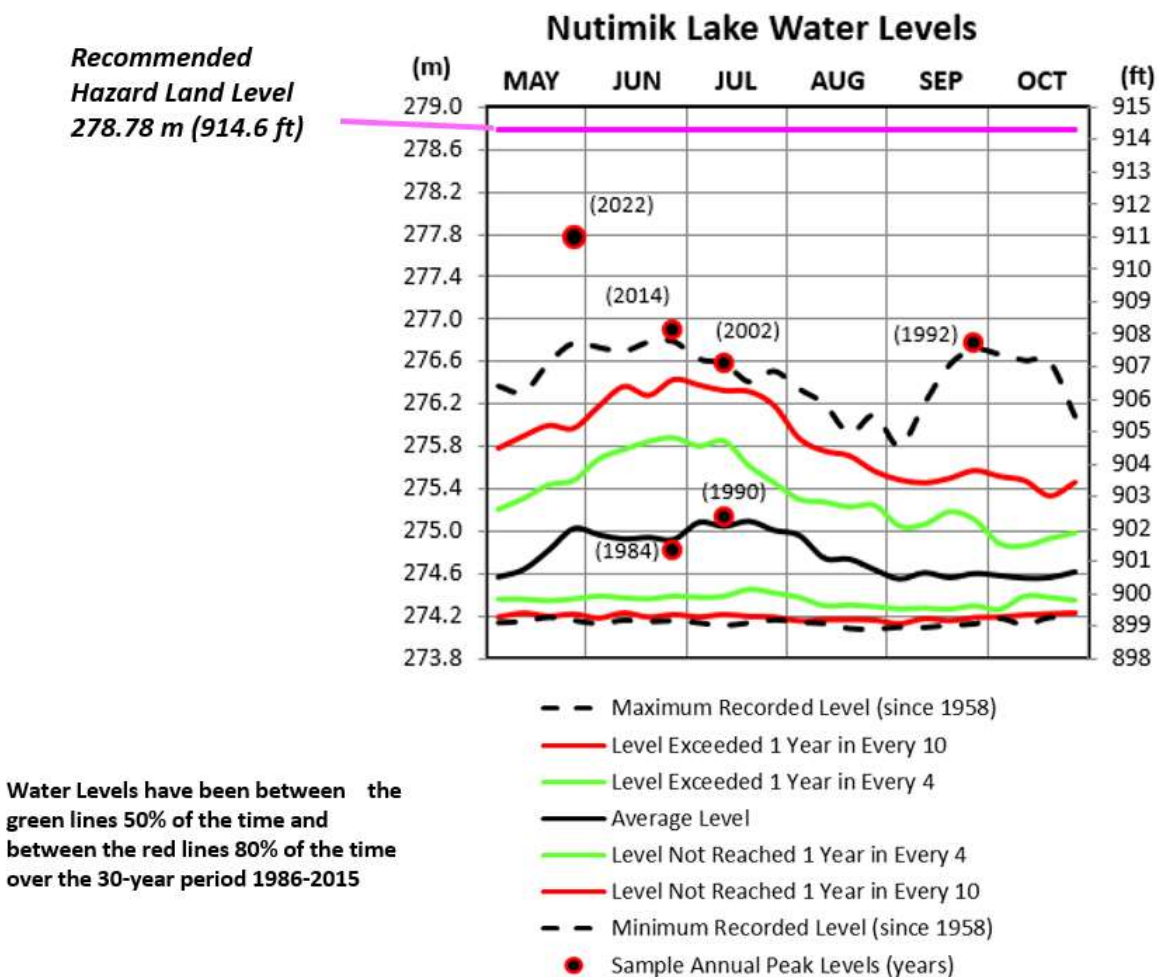 Nutimik Lake Water Levels
Recommended
Hazard Land Level
278.78 m (914.6 ft)
(m) MAY JUN JUL AUG SEP OCT (ft)
279.0 915
278.6 914
278.2 913
277.8 912
277.4 911
277.0 910
276.6 909
276.2 908
275.8 907
275.4 906
275.0 905
274.6 904
274.2 903
273.8 902
901
900
899
898
(2022)
(2014)
(2002)
(1992)
(1990)
(1984)
Maximum Recorded Level (since 1958)
Level Exceeded 1 Year in Every 10
Level Exceeded 1 Year in Every 4
Average Level
Level Not Reached 1 Year in Every 4
Level Not Reached 1 Year in Every 10
Minimum Recorded Level (since 1958)
Sample Annual Peak Levels (years)
Water Levels have been between the
green lines 50% of the time and
between the red lines 80% of the time
over the 30-year period 1986-2015